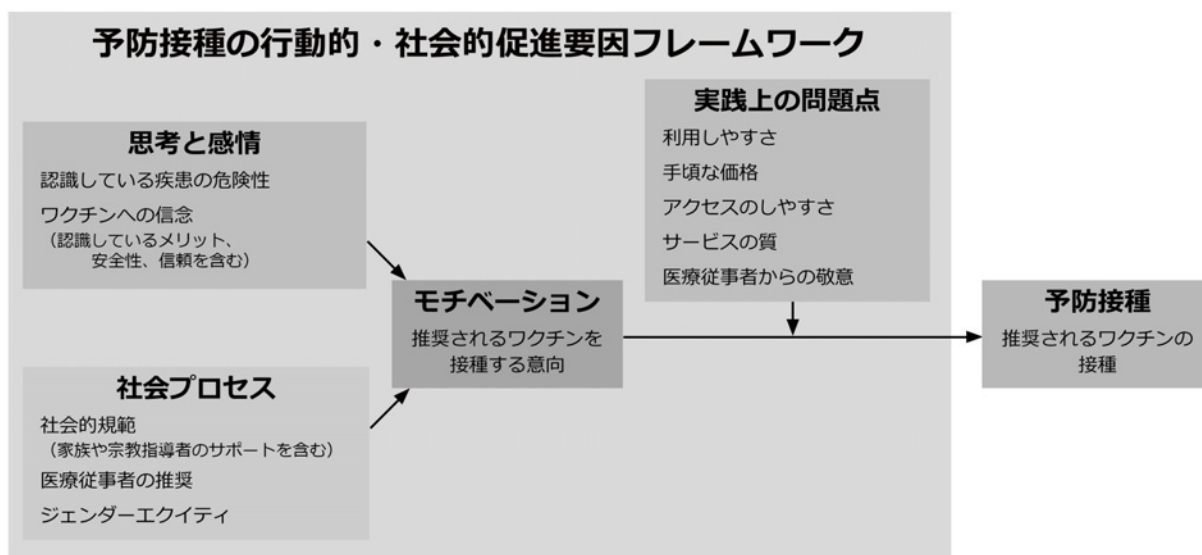 予防接種の行動的・社会的促進要因フレームワーク
思考と感情
認識している疾患の危険性
ワクチンへの信念
（認識しているメリット、
安全性、信頼を含む）
社会プロセス
社会的規範
（家族や宗教指導者のサポートを含む）
医療従事者の推奨
ジェンダーエクイティ
モチベーション
推奨されるワクチンを
接種する意向
実践上の問題点
利用しやすさ
手頃な価格
アクセスのしやすさ
サービスの質
医療従事者からの敬意
予防接種
推奨されるワクチンの
接種